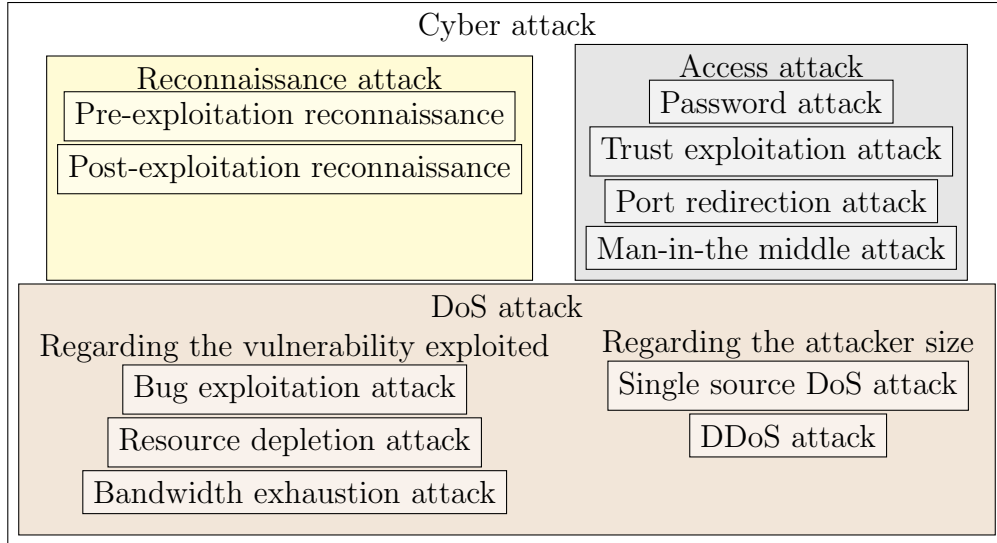 Cyber attack
Reconnaissance attack
Pre-exploitation reconnaissance
Post-exploitation reconnaissance
Access attack
Password attack
Trust exploitation attack
Port redirection attack
Man-in-the middle attack
DoS attack
Regarding the vulnerability exploited
Bug exploitation attack
Resource depletion attack
Bandwidth exhaustion attack
Regarding the attacker size
Single source DoS attack
DDoS attack